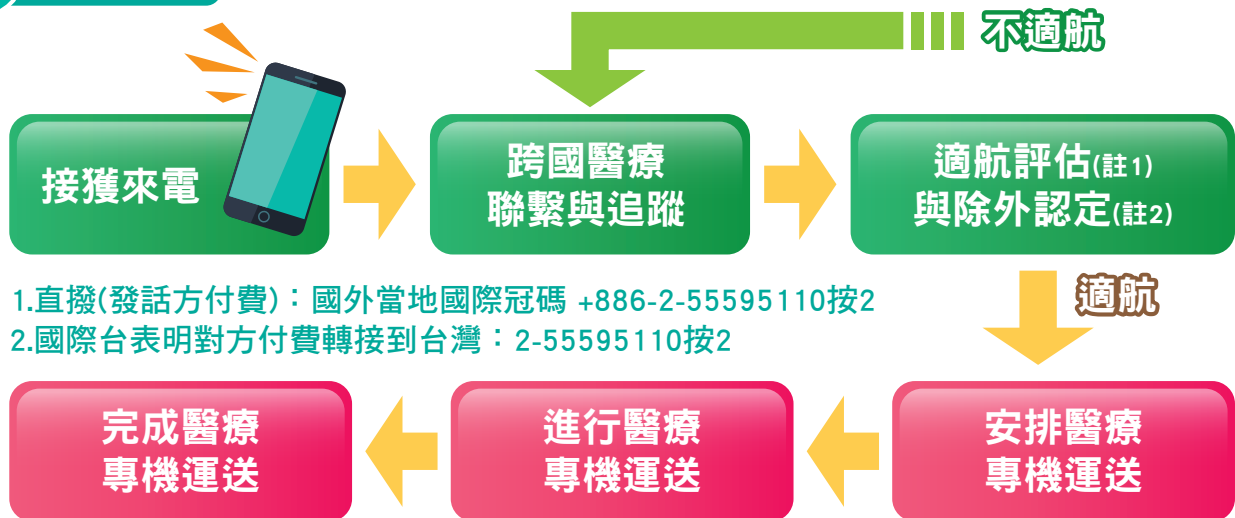 不適航
接獲來電
跨國醫療
聯繫與追蹤
適航評估(註1)
與除外認定(註2)
1.直撥(發話方付費)：國外當地國際冠碼 +886-2-55595110按2
2.國際台表明對方付費轉接到台灣：2-55595110按2
適航
完成醫療
專機運送
進行醫療
專機運送
安排醫療
專機運送